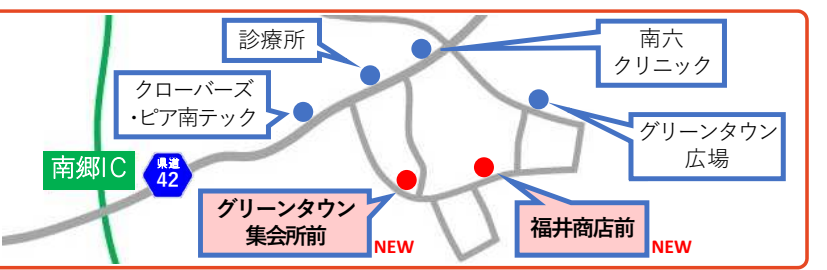 診療所
南六
クリニック
クローバーズ
・ピア南テック
グリーンタウン
広場
南郷IC
県道
42
グリーンタウン
集会所前
NEW
福井商店前
NEW